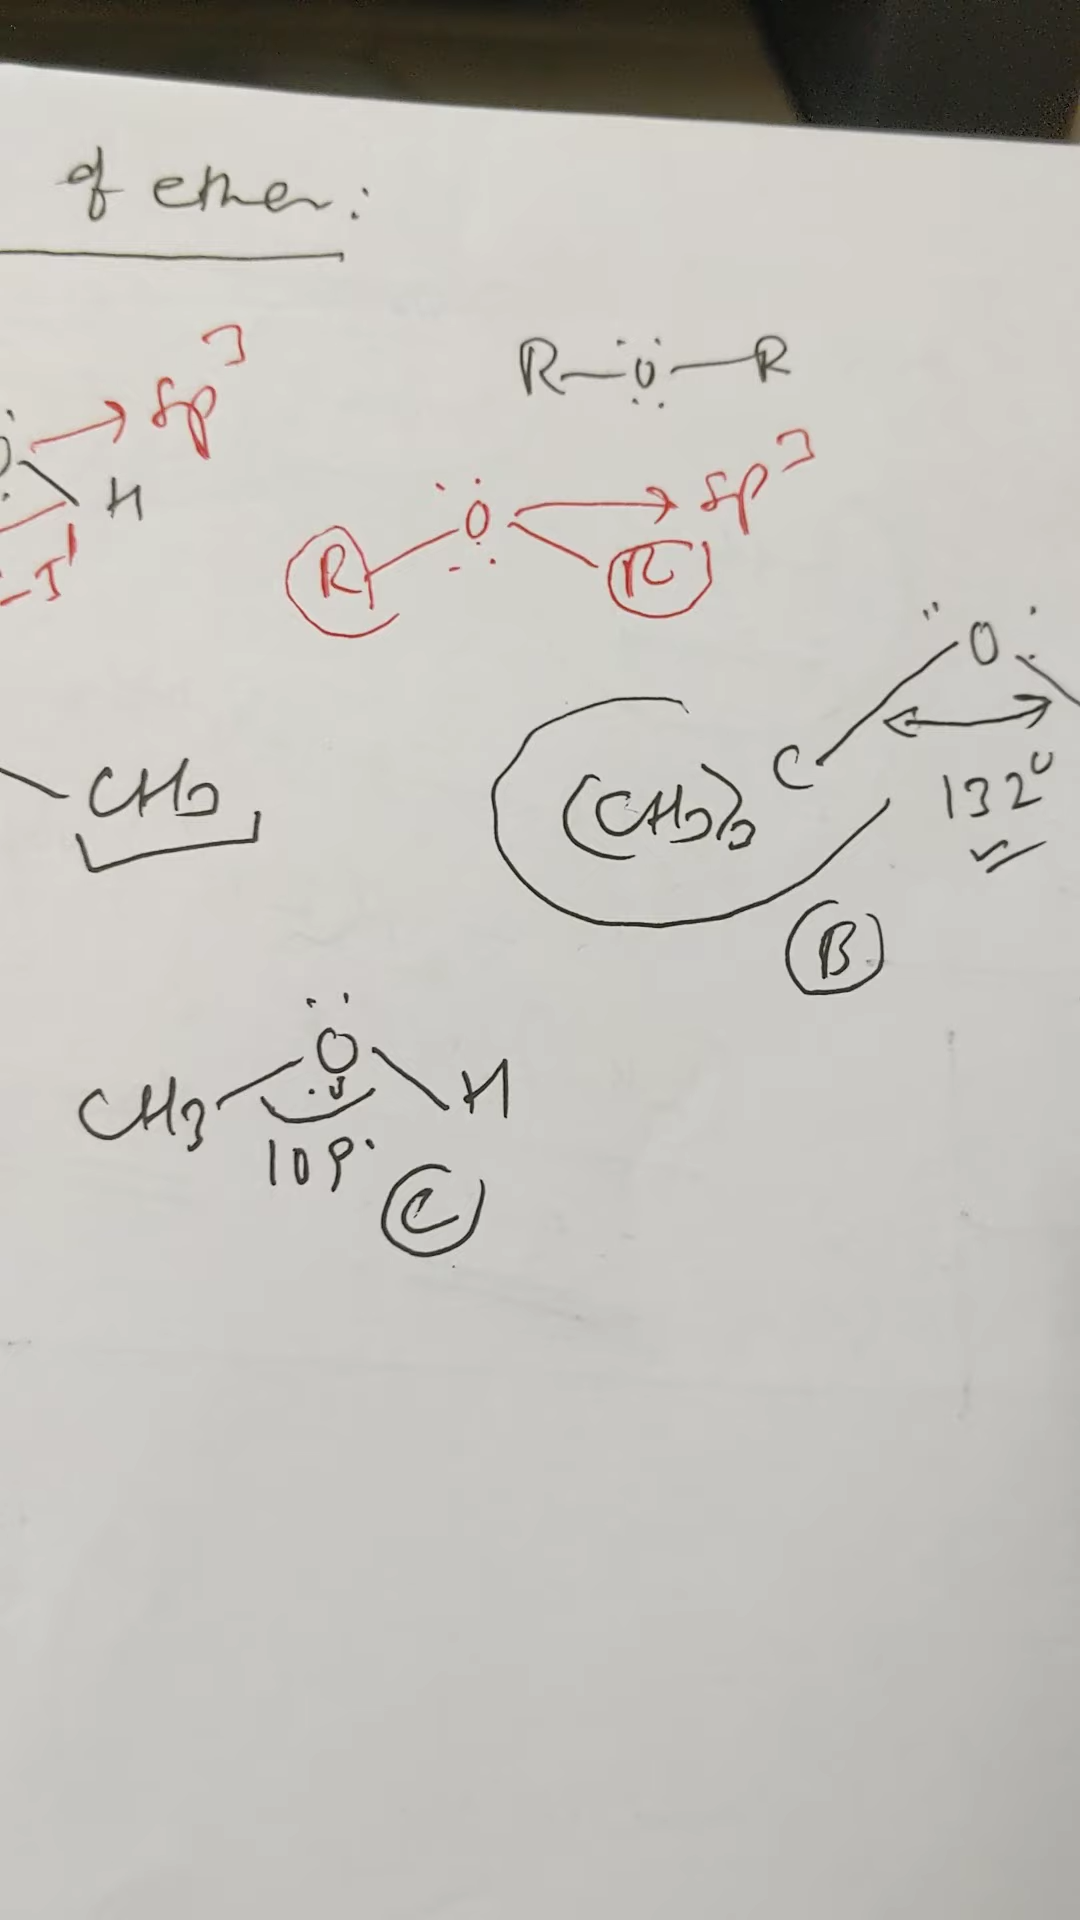 of ether:
R—O—R
O → sp3
H
R O → sp3
R
O
CH3
(CH3)3 C
132°
B
CH3 O H
109°
C